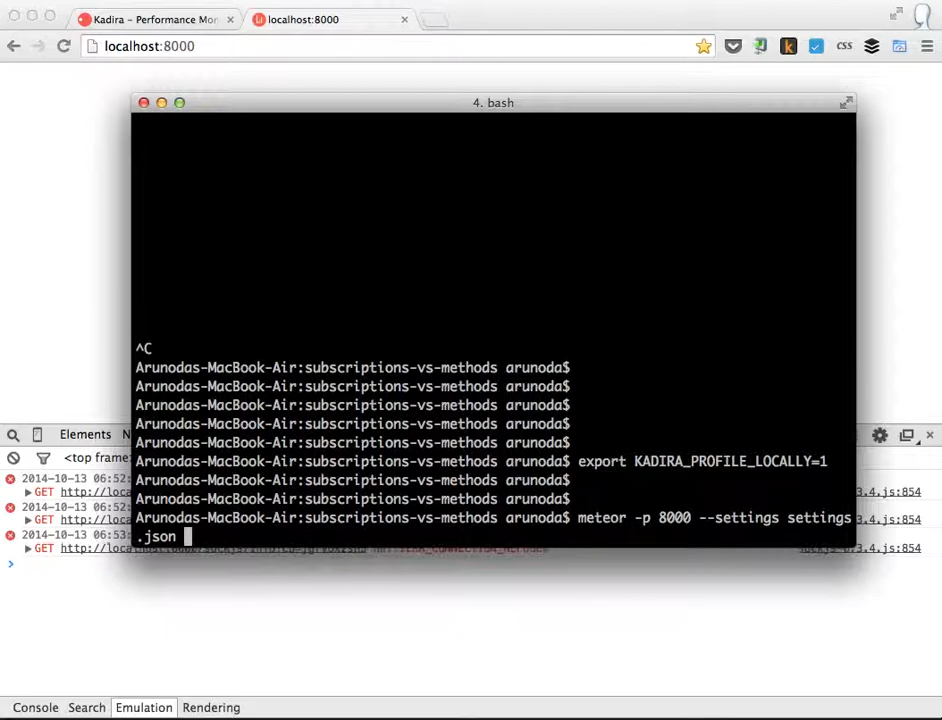 Kadira - Performance Mon
localhost:8000
localhost:8000
css
4. bash
^C
Arunodas-MacBook-Air:subscriptions-vs-methods arunoda$
Arunodas-MacBook-Air:subscriptions-vs-methods arunoda$
Arunodas-MacBook-Air:subscriptions-vs-methods arunoda$
Arunodas-MacBook-Air:subscriptions-vs-methods arunoda$
Arunodas-MacBook-Air:subscriptions-vs-methods arunoda$
Arunodas-MacBook-Air:subscriptions-vs-methods arunoda$ export KADIRA_PROFILE_LOCALLY=1
Arunodas-MacBook-Air:subscriptions-vs-methods arunoda$
Arunodas-MacBook-Air:subscriptions-vs-methods arunoda$
Arunodas-MacBook-Air:subscriptions-vs-methods arunoda$ meteor -p 8000 --settings settings
.json
Elements N
<top frame
2014-10-13 06:52:
GET http://loca 3.4.js:854
2014-10-13 06:52:
GET http://loca 3.4.js:854
2014-10-13 06:53:
GET http://localhost 3.4.js:854
Console Search Emulation Rendering